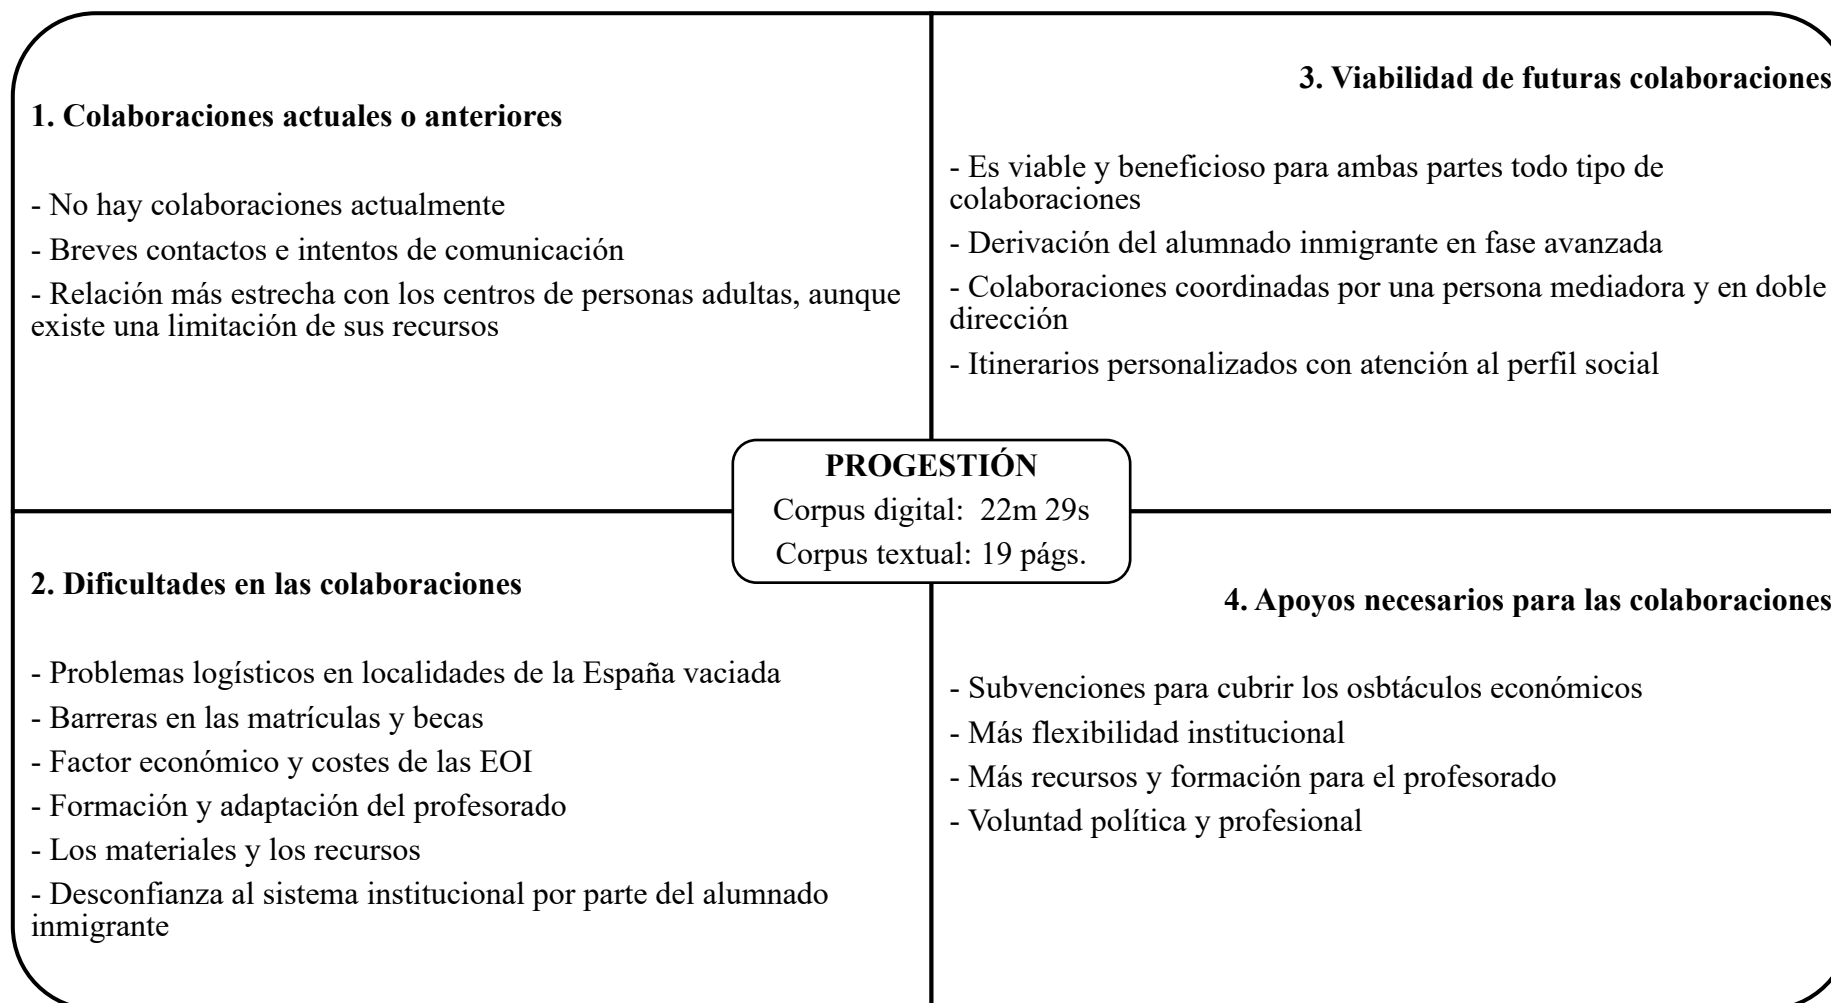 1. Colaboraciones actuales o anteriores
- No hay colaboraciones actualmente
- Breves contactos e intentos de comunicación
- Relación más estrecha con los centros de personas adultas, aunque
existe una limitación de sus recursos
3. Viabilidad de futuras colaboraciones
- Es viable y beneficioso para ambas partes todo tipo de
colaboraciones
- Derivación del alumnado inmigrante en fase avanzada
- Colaboraciones coordinadas por una persona mediadora y en doble
dirección
- Itinerarios personalizados con atención al perfil social
PROGESTIÓN
Corpus digital:  22m 29s
Corpus textual: 19 págs.
2. Dificultades en las colaboraciones
- Problemas logísticos en localidades de la España vaciada
- Barreras en las matrículas y becas
- Factor económico y costes de las EOI
- Formación y adaptación del profesorado
- Los materiales y los recursos
- Desconfianza al sistema institucional por parte del alumnado
inmigrante
4. Apoyos necesarios para las colaboraciones
- Subvenciones para cubrir los osbtáculos económicos
- Más flexibilidad institucional
- Más recursos y formación para el profesorado
- Voluntad política y profesional